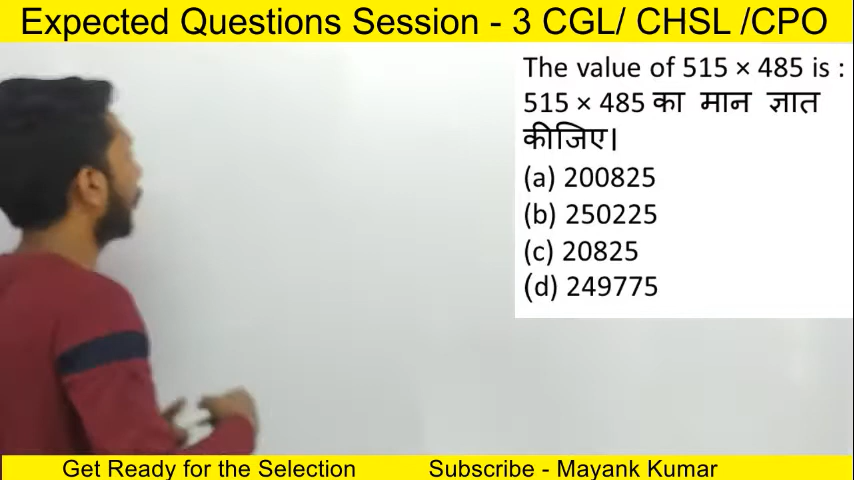 Expected Questions Session - 3 CGL/ CHSL /CPO
The value of 515 × 485 is :
515 × 485 का मान ज्ञात
कीजिए।
(a) 200825
(b) 250225
(c) 20825
(d) 249775
Get Ready for the Selection Subscribe - Mayank Kumar